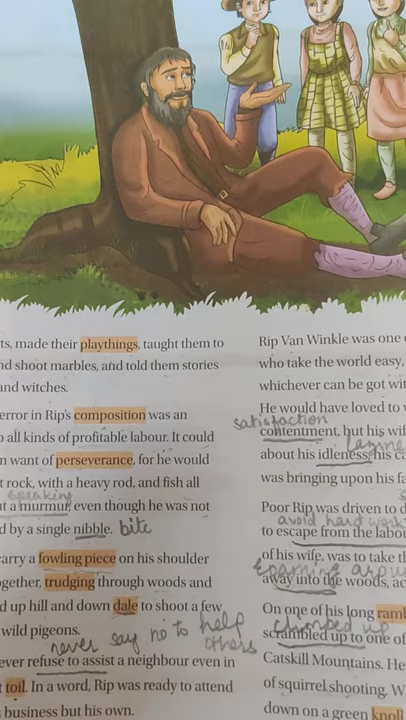 ts, made their playthings, taught them to
nd shoot marbles, and told them stories
and witches.
error in Rip's composition was an
o all kinds of profitable labour. It could
n want of perseverance, for he would
t rock, with a heavy rod, and fish all
speaking
ut a murmur, even though he was not
d by a single nibble. bite
carry a fowling piece on his shoulder
ogether, trudging through woods and
d up hill and down dale to shoot a few
wild pigeons.
never say no to help
others
ever refuse to assist a neighbour even in
t toil. In a word, Rip was ready to attend
s business but his own.
Rip Van Winkle was one
who take the world easy,
whichever can be got wit
He would have loved to
satisfaction
contentment, but his wif
about his idleness, his ca
was bringing upon his fa
Poor Rip was driven to d
avoid hard work
to escape from the labou
of his wife, was to take th
roaming around
away into the woods, ac
On one of his long ram
climbed up
scrambled up to one of
Catskill Mountains. He
of squirrel shooting. W
down on a green knoll